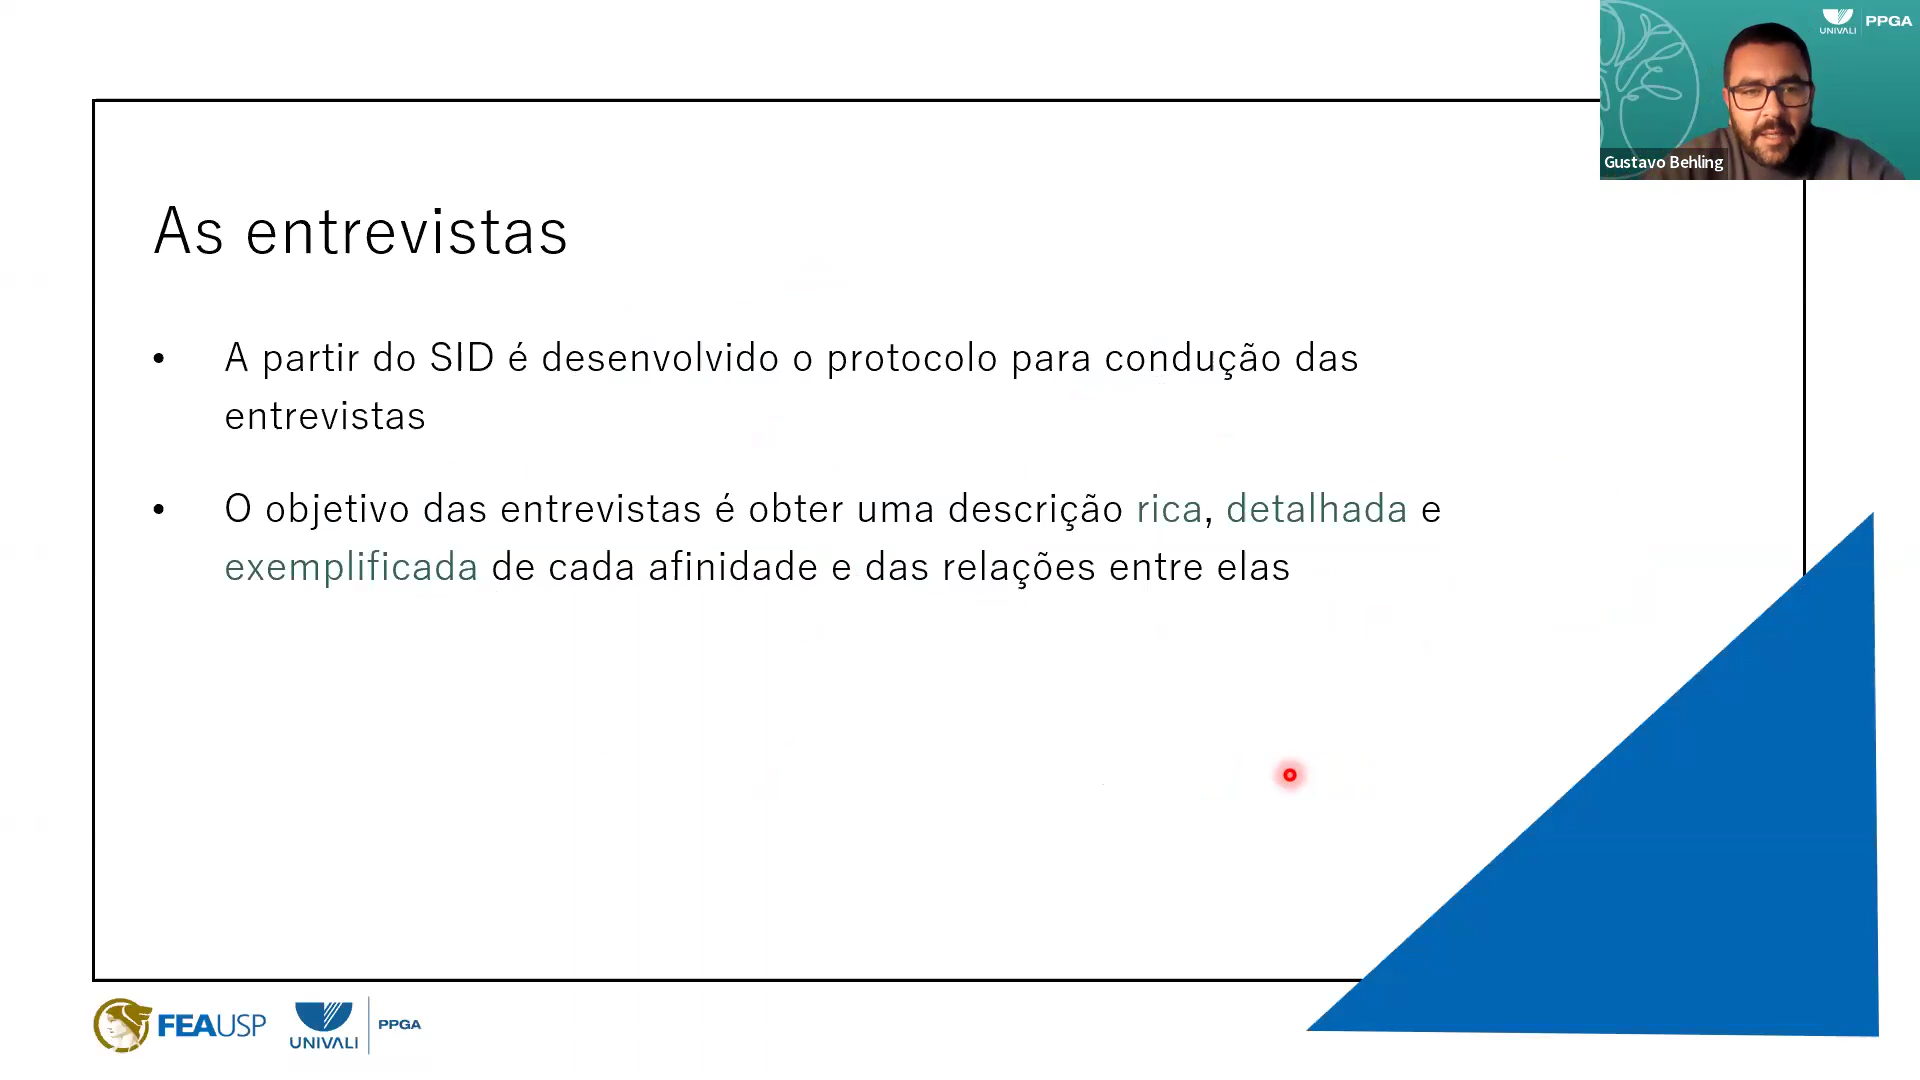 UNIVALI PPGA
Gustavo Behling
As entrevistas
• A partir do SID é desenvolvido o protocolo para condução das
entrevistas
• O objetivo das entrevistas é obter uma descrição rica, detalhada e
exemplificada de cada afinidade e das relações entre elas
FEAUSP UNIVALI PPGA